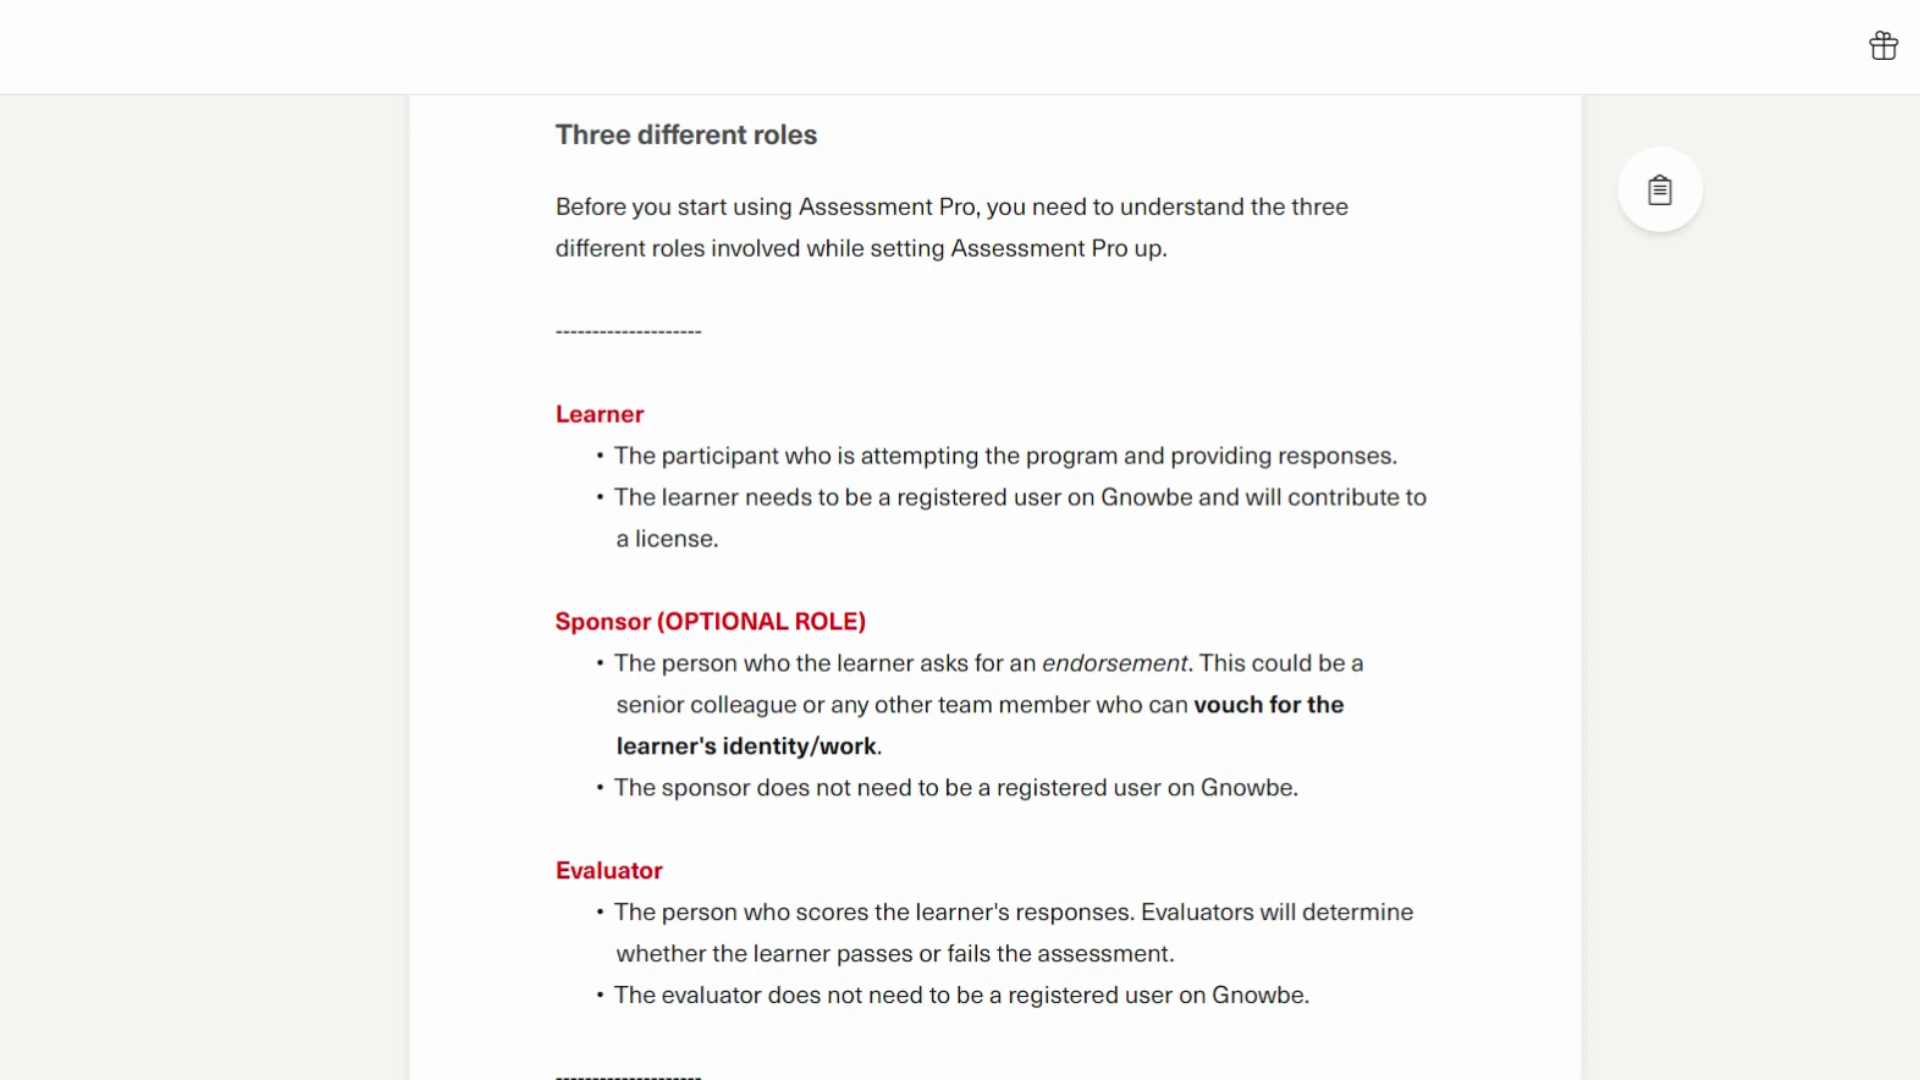 Three different roles
Before you start using Assessment Pro, you need to understand the three
different roles involved while setting Assessment Pro up.
--------------------
Learner
• The participant who is attempting the program and providing responses.
• The learner needs to be a registered user on Gnowbe and will contribute to
a license.
Sponsor (OPTIONAL ROLE)
• The person who the learner asks for an endorsement. This could be a
senior colleague or any other team member who can vouch for the
learner's identity/work.
• The sponsor does not need to be a registered user on Gnowbe.
Evaluator
• The person who scores the learner's responses. Evaluators will determine
whether the learner passes or fails the assessment.
• The evaluator does not need to be a registered user on Gnowbe.
--------------------